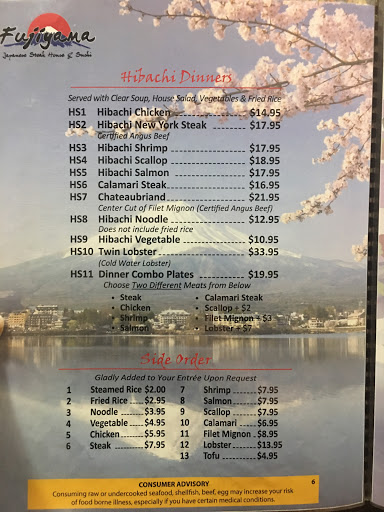 Fujiyama
Japanese Steak House & Sushi
Hibachi Dinners
Served with Clear Soup, House Salad, Vegetables & Fried Rice
HS1 Hibachi Chicken $14.95
HS2 Hibachi New York Steak $17.95
Certified Angus Beef
HS3 Hibachi Shrimp $17.95
HS4 Hibachi Scallop $18.95
HS5 Hibachi Salmon $17.95
HS6 Calamari Steak $16.95
HS7 Chateaubriand $21.95
Center Cut of Filet Mignon (Certified Angus Beef)
HS8 Hibachi Noodle $12.95
Does not include fried rice
HS9 Hibachi Vegetable $10.95
HS10 Twin Lobster $33.95
(Cold Water Lobster)
HS11 Dinner Combo Plates $19.95
Choose Two Different Meats from Below
• Steak
• Chicken
• Shrimp
• Salmon
• Calamari Steak
• Scallop + $2
• Filet Mignon + $3
• Lobster + $7
Side Order
Gladly Added to Your Entrée Upon Request
1 Steamed Rice $2.00
2 Fried Rice $2.95
3 Noodle $3.95
4 Vegetable $4.95
5 Chicken $5.95
6 Steak $7.95
7 Shrimp $7.95
8 Salmon $7.95
9 Scallop $7.95
10 Calamari $6.95
11 Filet Mignon $8.95
12 Lobster $13.95
13 Tofu $4.95
CONSUMER ADVISORY
Consuming raw or undercooked seafood, shellfish, beef, egg may increase your risk
of food borne illness, especially if you have certain medical conditions.
6